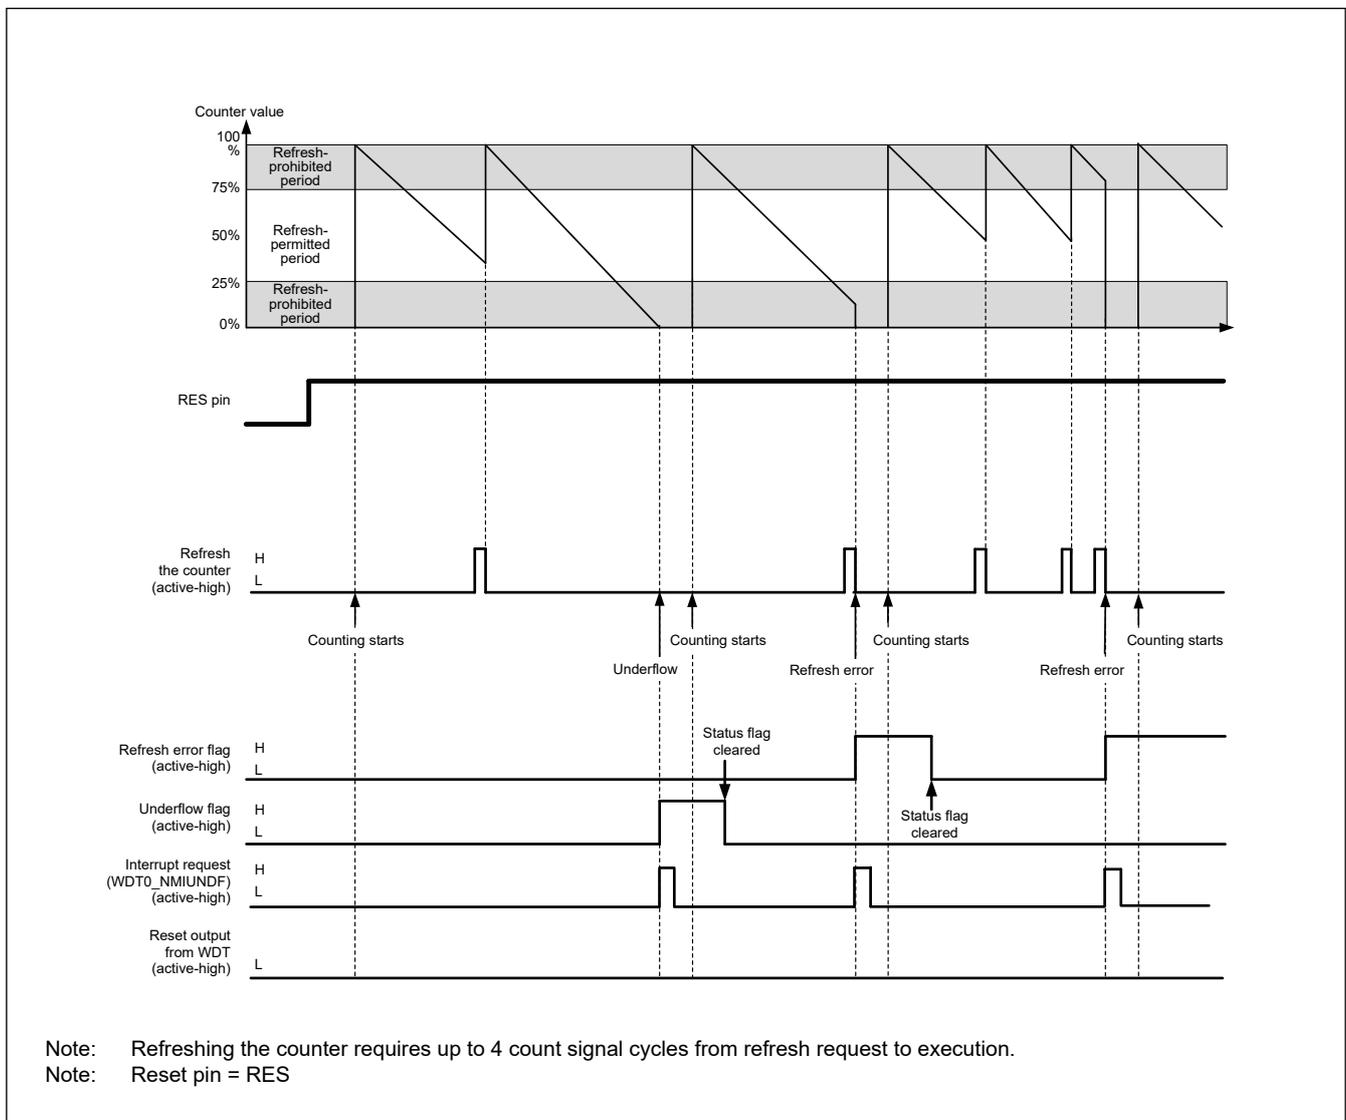 Counter value
100
%
Refresh-
prohibited
period
75%
Refresh-
permitted
period
50%
25%
Refresh-
prohibited
period
0%
RES pin
Refresh
the counter
(active-high)
H
L
Counting starts
Counting starts
Counting starts
Counting starts
Underflow
Refresh error
Refresh error
Status flag
cleared
Refresh error flag
(active-high)
H
L
Underflow flag
(active-high)
H
L
Status flag
cleared
Interrupt request
(WDT0_NMIUNDF)
(active-high)
H
L
Reset output
from WDT
(active-high)
L
Note: Refreshing the counter requires up to 4 count signal cycles from refresh request to execution.
Note: Reset pin = RES